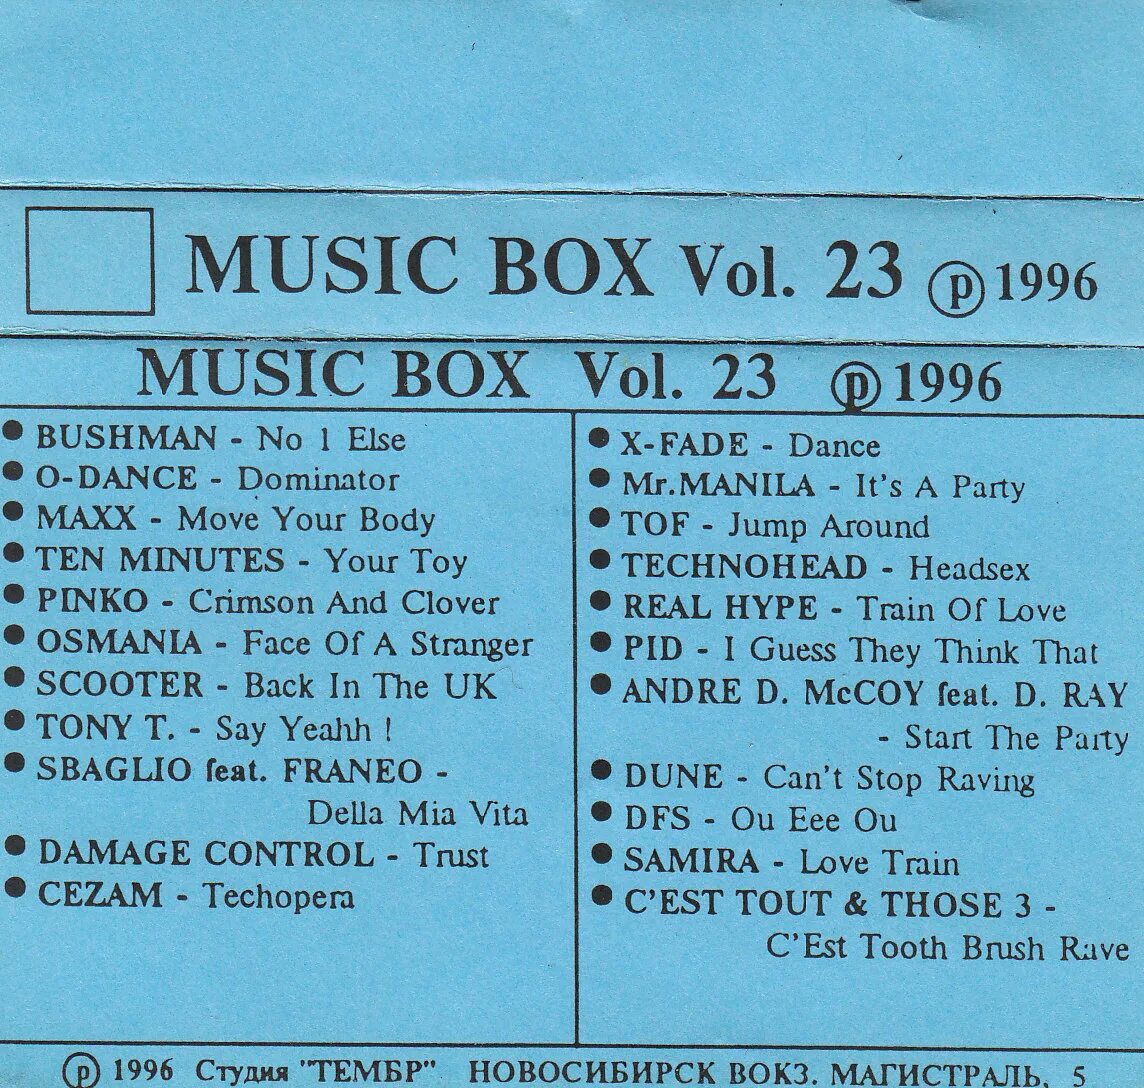 MUSIC BOX Vol. 23 ℗ 1996
MUSIC BOX Vol. 23 ℗ 1996
● BUSHMAN - No 1 Else
● O-DANCE - Dominator
● MAXX - Move Your Body
● TEN MINUTES - Your Toy
● PINKO - Crimson And Clover
● OSMANIA - Face Of A Stranger
● SCOOTER - Back In The UK
● TONY T. - Say Yeahh !
● SBAGLIO feat. FRANEO -
Della Mia Vita
● DAMAGE CONTROL - Trust
● CEZAM - Techopera
● X-FADE - Dance
● Mr.MANILA - It's A Party
● TOF - Jump Around
● TECHNOHEAD - Headsex
● REAL HYPE - Train Of Love
● PID - I Guess They Think That
● ANDRE D. McCOY feat. D. RAY
- Start The Party
● DUNE - Can't Stop Raving
● DFS - Ou Eee Ou
● SAMIRA - Love Train
● C'EST TOUT & THOSE 3 -
C'Est Tooth Brush Rave
℗ 1996 Студия "ТЕМБР" НОВОСИБИРСК ВОКЗ. МАГИСТРАЛЬ, 5